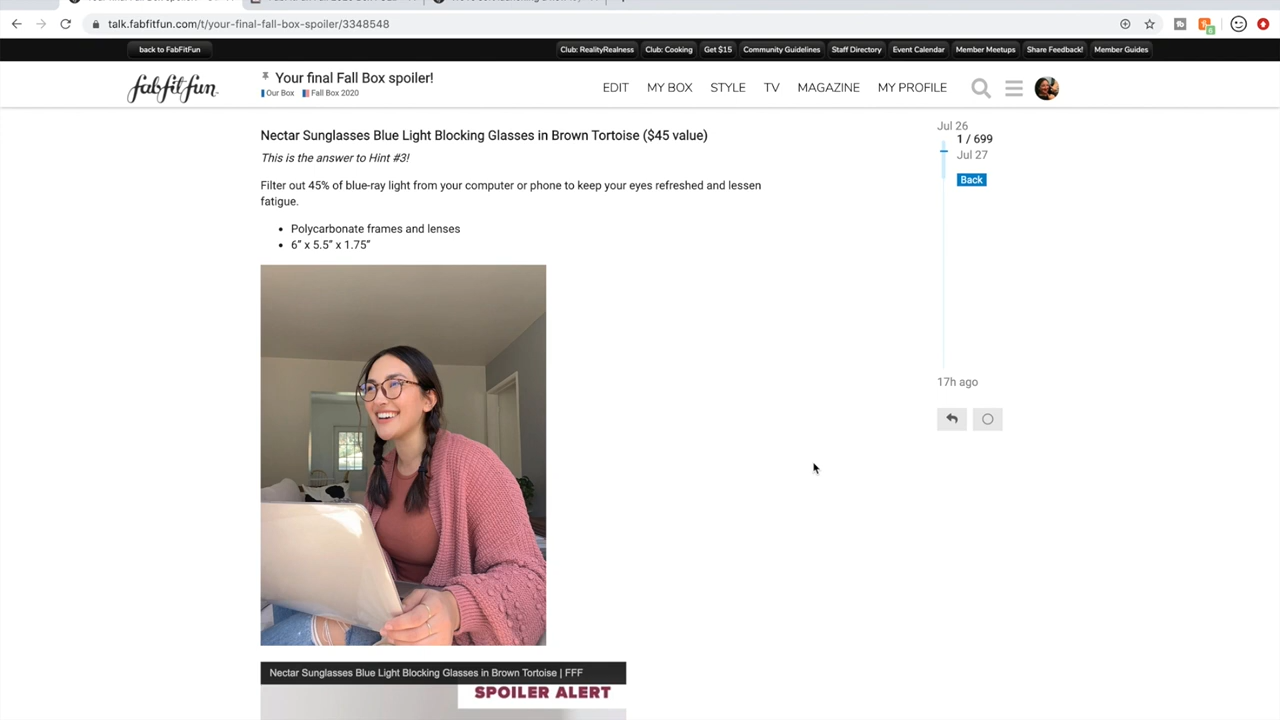 talk.fabfitfun.com/t/your-final-fall-box-spoiler/3348548
back to FabFitFun
Club: RealityRealness Club: Cooking Get $15 Community Guidelines Staff Directory Event Calendar Member Meetups Share Feedback! Member Guides
fabfitfun
Your final Fall Box spoiler!
Our Box Fall Box 2020
EDIT MY BOX STYLE TV MAGAZINE MY PROFILE
Nectar Sunglasses Blue Light Blocking Glasses in Brown Tortoise ($45 value)
This is the answer to Hint #3!
Filter out 45% of blue-ray light from your computer or phone to keep your eyes refreshed and lessen
fatigue.
• Polycarbonate frames and lenses
• 6” x 5.5” x 1.75”
Jul 26
1 / 699
Jul 27
Back
17h ago
Nectar Sunglasses Blue Light Blocking Glasses in Brown Tortoise | FFF
SPOILER ALERT